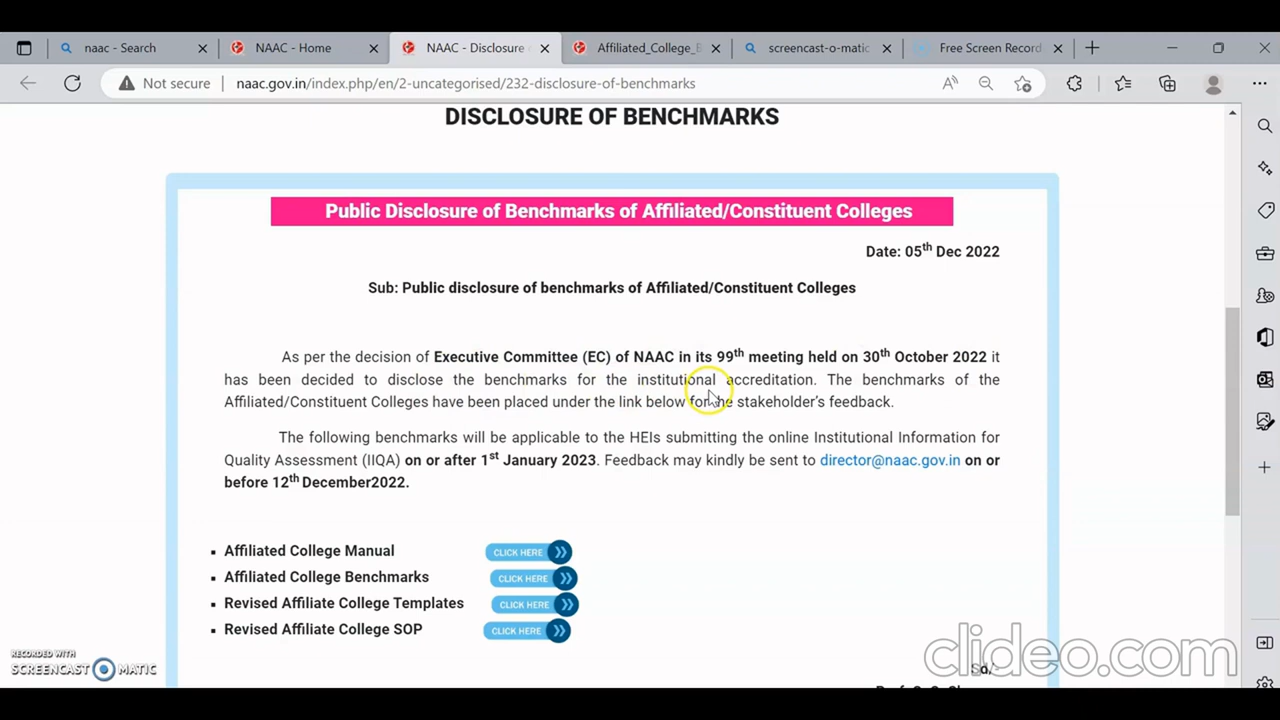 naac - Search
NAAC - Home
NAAC - Disclosure
Affiliated_College_B
screencast-o-matic
Free Screen Record
Not secure
naac.gov.in/index.php/en/2-uncategorised/232-disclosure-of-benchmarks
DISCLOSURE OF BENCHMARKS
Public Disclosure of Benchmarks of Affiliated/Constituent Colleges
Date: 05th Dec 2022
Sub: Public disclosure of benchmarks of Affiliated/Constituent Colleges
As per the decision of Executive Committee (EC) of NAAC in its 99th meeting held on 30th October 2022 it
has been decided to disclose the benchmarks for the institutional accreditation. The benchmarks of the
Affiliated/Constituent Colleges have been placed under the link below for the stakeholder's feedback.
The following benchmarks will be applicable to the HEIs submitting the online Institutional Information for
Quality Assessment (IIQA) on or after 1st January 2023. Feedback may kindly be sent to director@naac.gov.in on or
before 12th December2022.
Affiliated College Manual CLICK HERE
Affiliated College Benchmarks CLICK HERE
Revised Affiliate College Templates CLICK HERE
Revised Affiliate College SOP CLICK HERE
RECORDED WITH
SCREENCAST MATIC
clideo.com
Sd/-